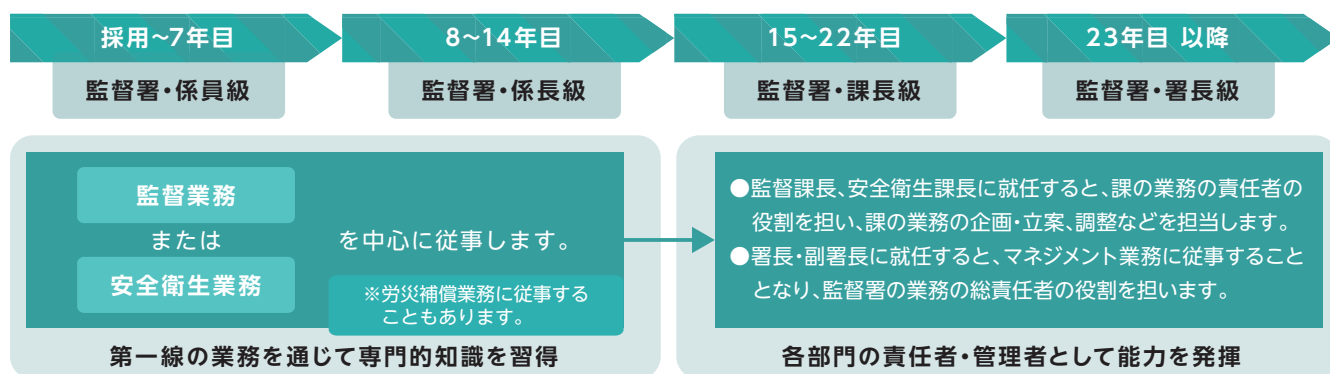 採用~7年目
8~14年目
15~22年目
23年目 以降
監督署・係員級
監督署・係長級
監督署・課長級
監督署・署長級
監督業務
または
安全衛生業務
を中心に従事します。
※労災補償業務に従事する
こともあります。
第一線の業務を通じて専門的知識を習得
●監督課長、安全衛生課長に就任すると、課の業務の責任者の
役割を担い、課の業務の企画・立案、調整などを担当します。
●署長・副署長に就任すると、マネジメント業務に従事すること
となり、監督署の業務の総責任者の役割を担います。
各部門の責任者・管理者として能力を発揮